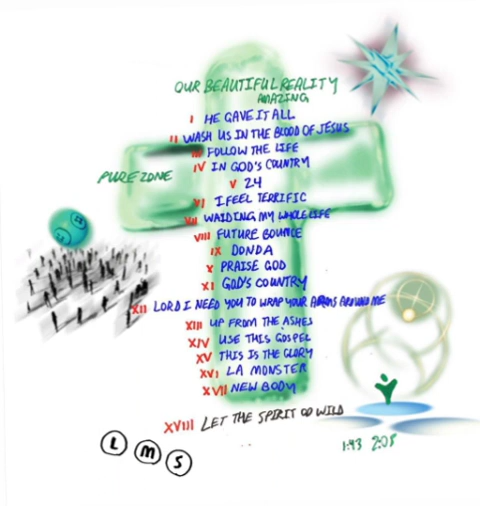 OUR BEAUTIFUL REALITY
AMAZING
I HE GAVE IT ALL
II WASH US IN THE BLOOD OF JESUS
III FOLLOW THE LIFE
IV IN GOD'S COUNTRY
PURE ZONE
V 24
VI I FEEL TERRIFIC
VII WAIDING MY WHOLE LIFE
VIII FUTURE BOUNCE
IX DONDA
X PRAISE GOD
XI GOD'S COUNTRY
XII LORD I NEED YOU TO WRAP YOUR ARMS AROUND ME
XIII UP FROM THE ASHES
XIV USE THIS GOSPEL
XV THIS IS THE GLORY
XVI LA MONSTER
XVII NEW BODY
XVIII LET THE SPIRIT GO WILD
L M S
1:43 2:08